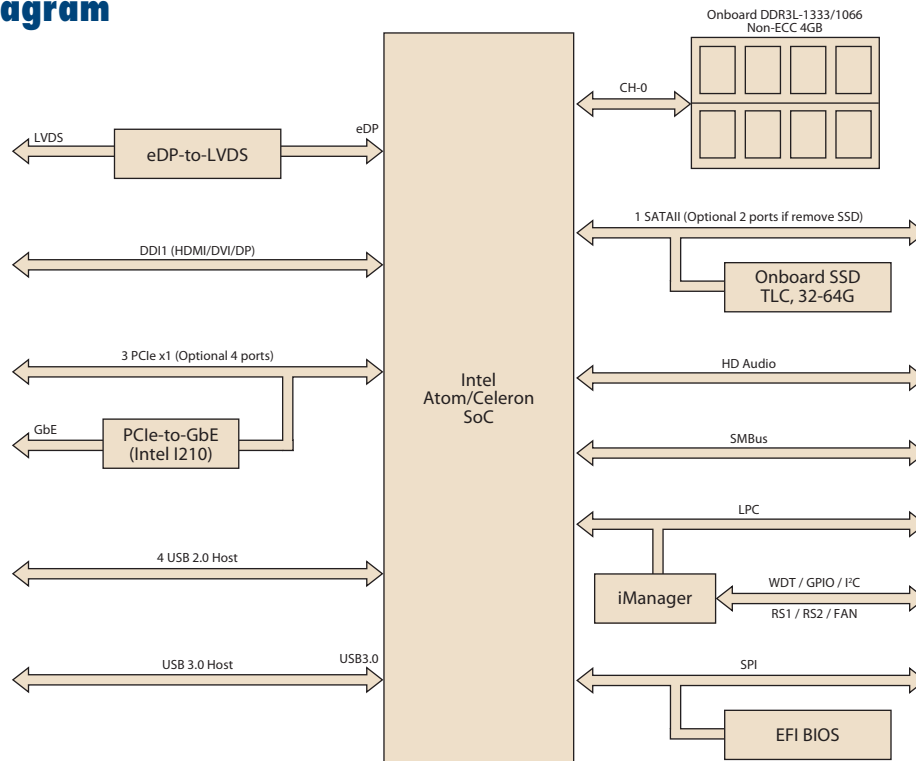 agram
Onboard DDR3L-1333/1066
Non-ECC 4GB
CH-0
LVDS
eDP-to-LVDS
eDP
1 SATAII (Optional 2 ports if remove SSD)
Onboard SSD
TLC, 32-64G
DDI1 (HDMI/DVI/DP)
3 PCIe x1 (Optional 4 ports)
GbE
PCIe-to-GbE
(Intel I210)
Intel
Atom/Celeron
SoC
HD Audio
SMBus
LPC
iManager
WDT / GPIO / I²C
RS1 / RS2 / FAN
4 USB 2.0 Host
USB 3.0 Host
USB3.0
SPI
EFI BIOS